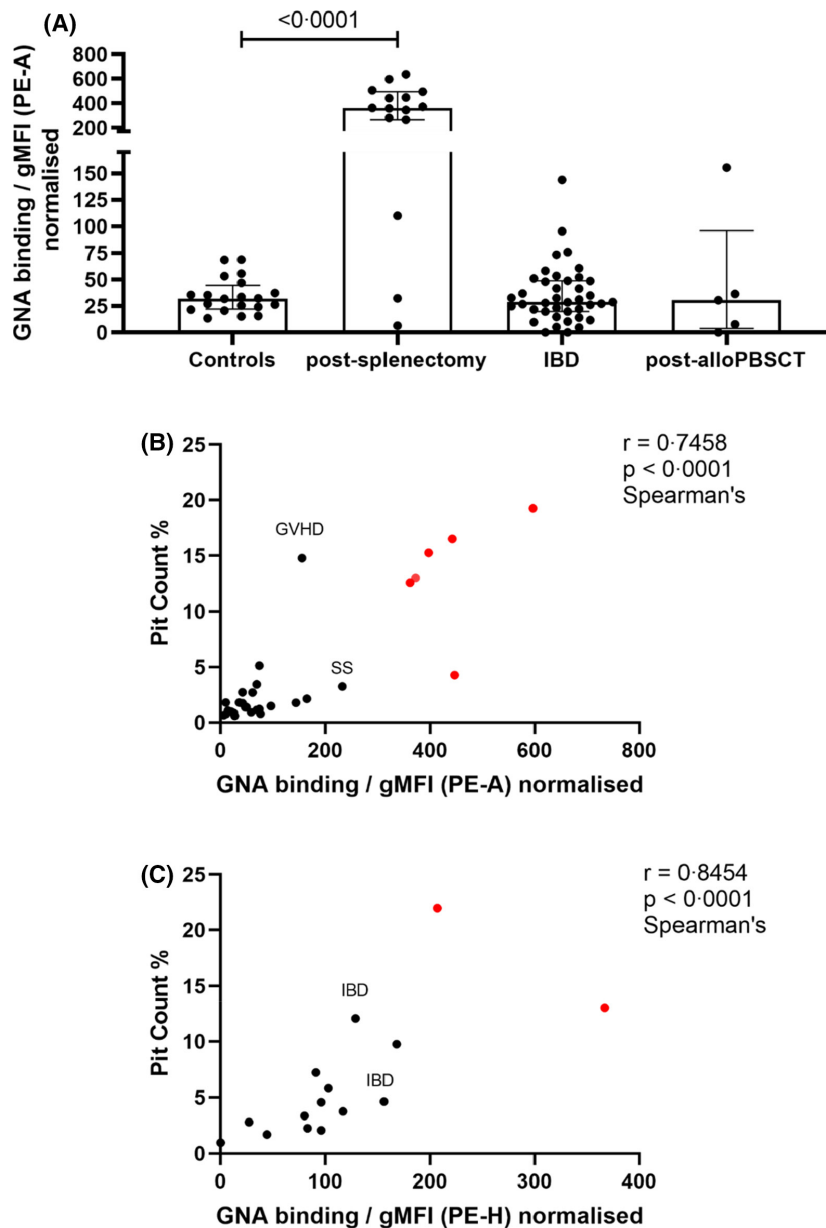 (A)
<0·0001
GNA binding / gMFI (PE-A)
normalised
800
600
400
200
150
125
100
75
50
25
0
Controls
post-splenectomy
IBD
post-alloPBSCT
(B)
Pit Count %
25
20
15
10
5
0
r = 0·7458
p < 0·0001
Spearman's
GVHD
SS
0
200
400
600
800
GNA binding / gMFI (PE-A) normalised
(C)
Pit Count %
25
20
15
10
5
0
r = 0·8454
p < 0·0001
Spearman's
IBD
IBD
0
100
200
300
400
GNA binding / gMFI (PE-H) normalised